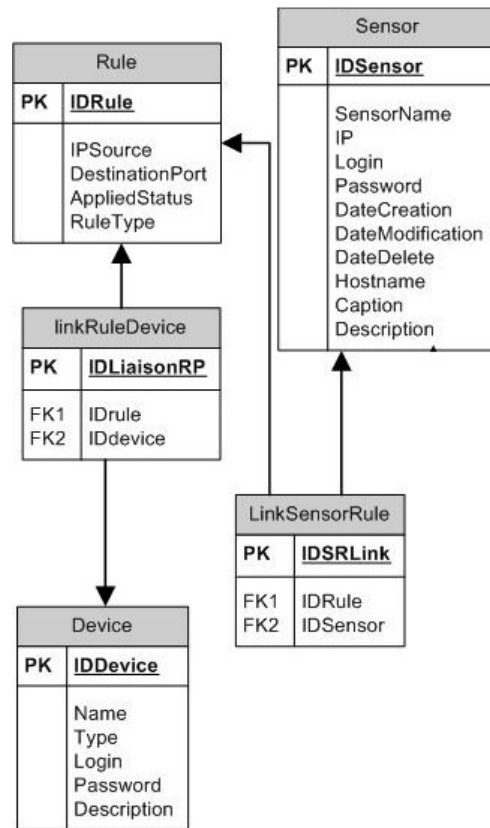 Rule
PK IDRule
IPSource
DestinationPort
AppliedStatus
RuleType
Sensor
PK IDSensor
SensorName
IP
Login
Password
DateCreation
DateModification
DateDelete
Hostname
Caption
Description
linkRuleDevice
PK IDLiaisonRP
FK1 IDrule
FK2 IDdevice
LinkSensorRule
PK IDSRLink
FK1 IDRule
FK2 IDSensor
Device
PK IDDevice
Name
Type
Login
Password
Description